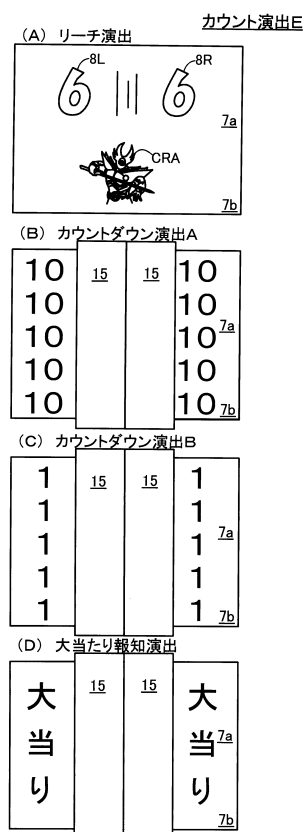 カウント演出E
(A) リーチ演出
8L 8R
6 6
7a
CRA
7b
(B) カウントダウン演出A
10 15 15 10
10 10
10 10 7a
10 10
10 10 7b
(C) カウントダウン演出B
1 15 15 1
1 1
1 1 7a
1 1
1 1 7b
(D) 大当たり報知演出
大 15 15 大
当 当 7a
り り
7b